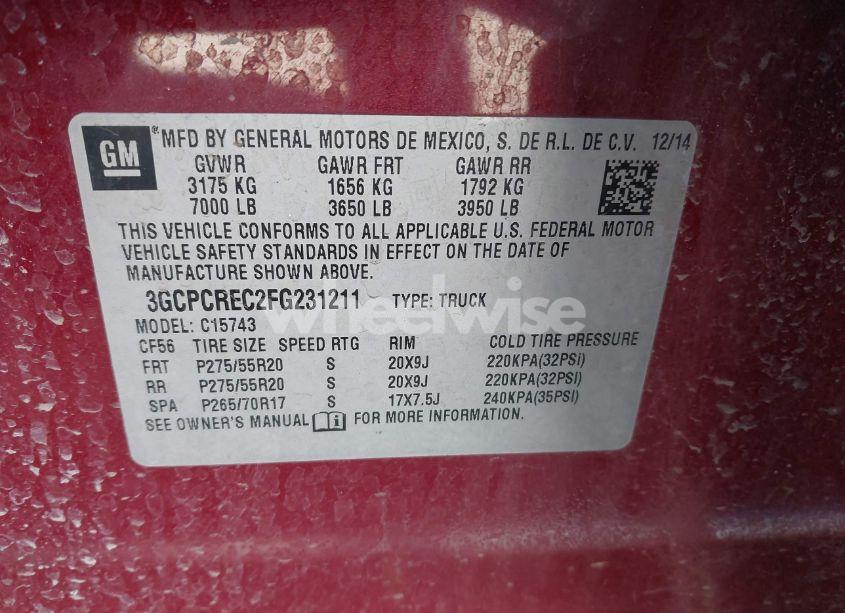 GM ®MFD BY GENERAL MOTORS DE MEXICO, S. DE R.L. DE C.V. 12/14
GVWR GAWR FRT GAWR RR
3175 KG 1656 KG 1792 KG
7000 LB 3650 LB 3950 LB
THIS VEHICLE CONFORMS TO ALL APPLICABLE U.S. FEDERAL MOTOR
VEHICLE SAFETY STANDARDS IN EFFECT ON THE DATE OF
MANUFACTURE SHOWN ABOVE.
3GCPCREC2FG231211 TYPE: TRUCK
wheelwise
MODEL: C15743
CF56 TIRE SIZE SPEED RTG RIM COLD TIRE PRESSURE
FRT P275/55R20 S 20X9J 220KPA(32PSI)
RR P275/55R20 S 20X9J 220KPA(32PSI)
SPA P265/70R17 S 17X7.5J 240KPA(35PSI)
SEE OWNER'S MANUAL FOR MORE INFORMATION.